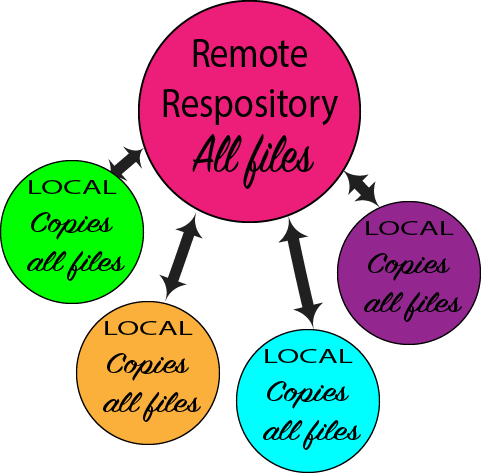 Remote
Respository
All files
LOCAL
Copies
all files
LOCAL
Copies
all files
LOCAL
Copies
all files
LOCAL
Copies
all files